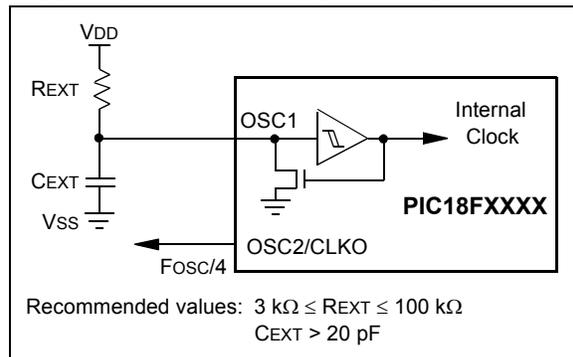 VDD
REXT
OSC1
Internal
Clock
CEXT
PIC18FXXXX
VSS
OSC2/CLKO
FOSC/4
Recommended values: 3 kΩ ≤ REXT ≤ 100 kΩ
CEXT > 20 pF